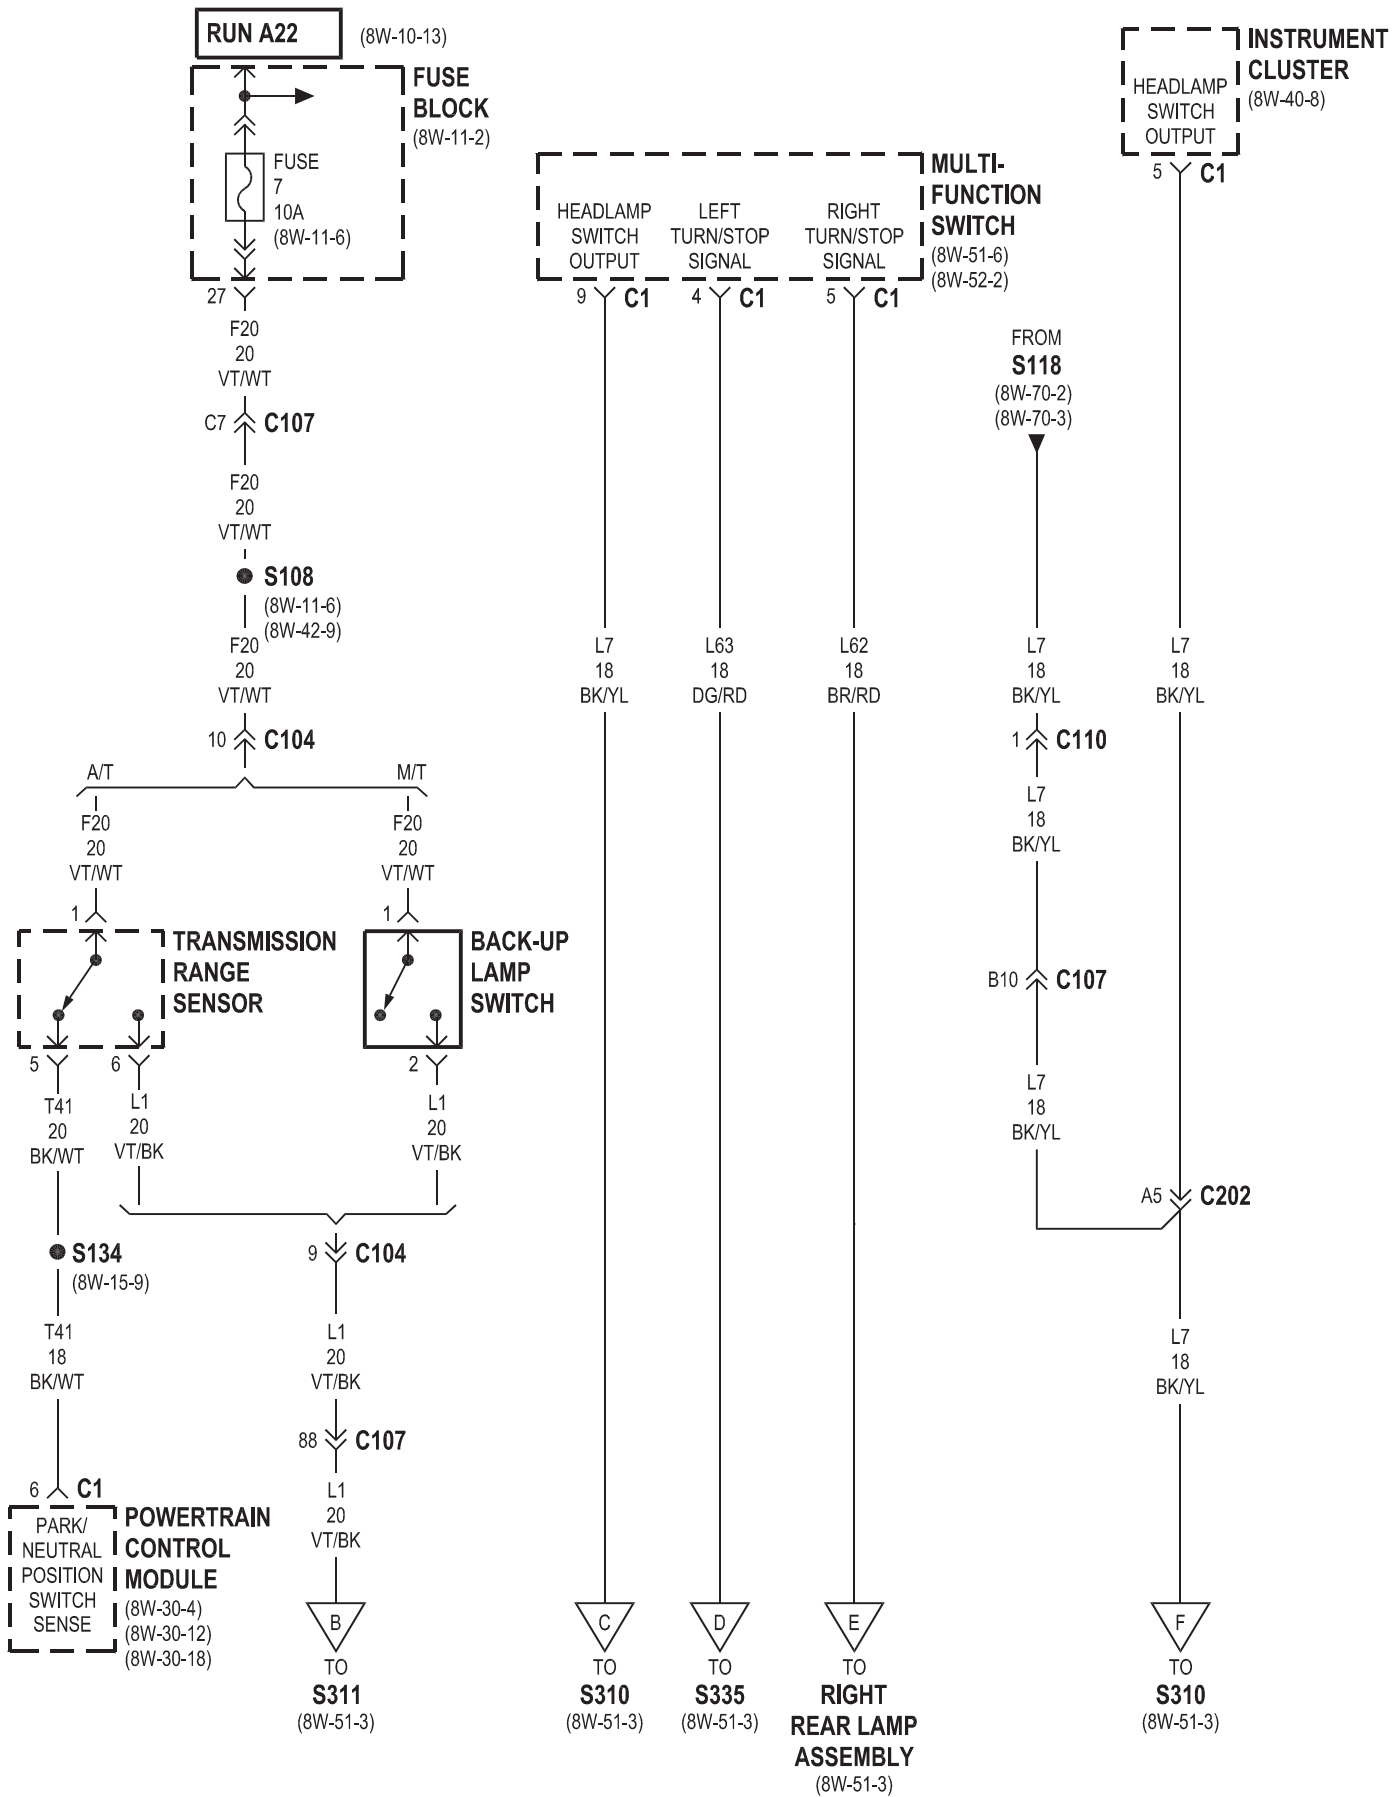 RUN A22
(8W-10-13)
FUSE
BLOCK
(8W-11-2)
FUSE
7
10A
(8W-11-6)
27
F20
20
VT/WT
C7
C107
F20
20
VT/WT
S108
(8W-11-6)
(8W-42-9)
F20
20
VT/WT
10
C104
A/T
M/T
F20
20
VT/WT
F20
20
VT/WT
1
TRANSMISSION
RANGE
SENSOR
1
BACK-UP
LAMP
SWITCH
5
6
2
T41
20
BK/WT
L1
20
VT/BK
L1
20
VT/BK
S134
(8W-15-9)
9
C104
T41
18
BK/WT
L1
20
VT/BK
88
C107
6
C1
PARK/
NEUTRAL
POSITION
SWITCH
SENSE
POWERTRAIN
CONTROL
MODULE
(8W-30-4)
(8W-30-12)
(8W-30-18)
L1
20
VT/BK
B
TO
S311
(8W-51-3)
HEADLAMP
SWITCH
OUTPUT
LEFT
TURN/STOP
SIGNAL
RIGHT
TURN/STOP
SIGNAL
MULTI-
FUNCTION
SWITCH
(8W-51-6)
(8W-52-2)
9
C1
4
C1
5
C1
L7
18
BK/YL
L63
18
DG/RD
L62
18
BR/RD
C
TO
S310
(8W-51-3)
D
TO
S335
(8W-51-3)
E
TO
RIGHT
REAR LAMP
ASSEMBLY
(8W-51-3)
FROM
S118
(8W-70-2)
(8W-70-3)
L7
18
BK/YL
1
C110
L7
18
BK/YL
B10
C107
L7
18
BK/YL
HEADLAMP
SWITCH
OUTPUT
INSTRUMENT
CLUSTER
(8W-40-8)
5
C1
L7
18
BK/YL
A5
C202
L7
18
BK/YL
F
TO
S310
(8W-51-3)